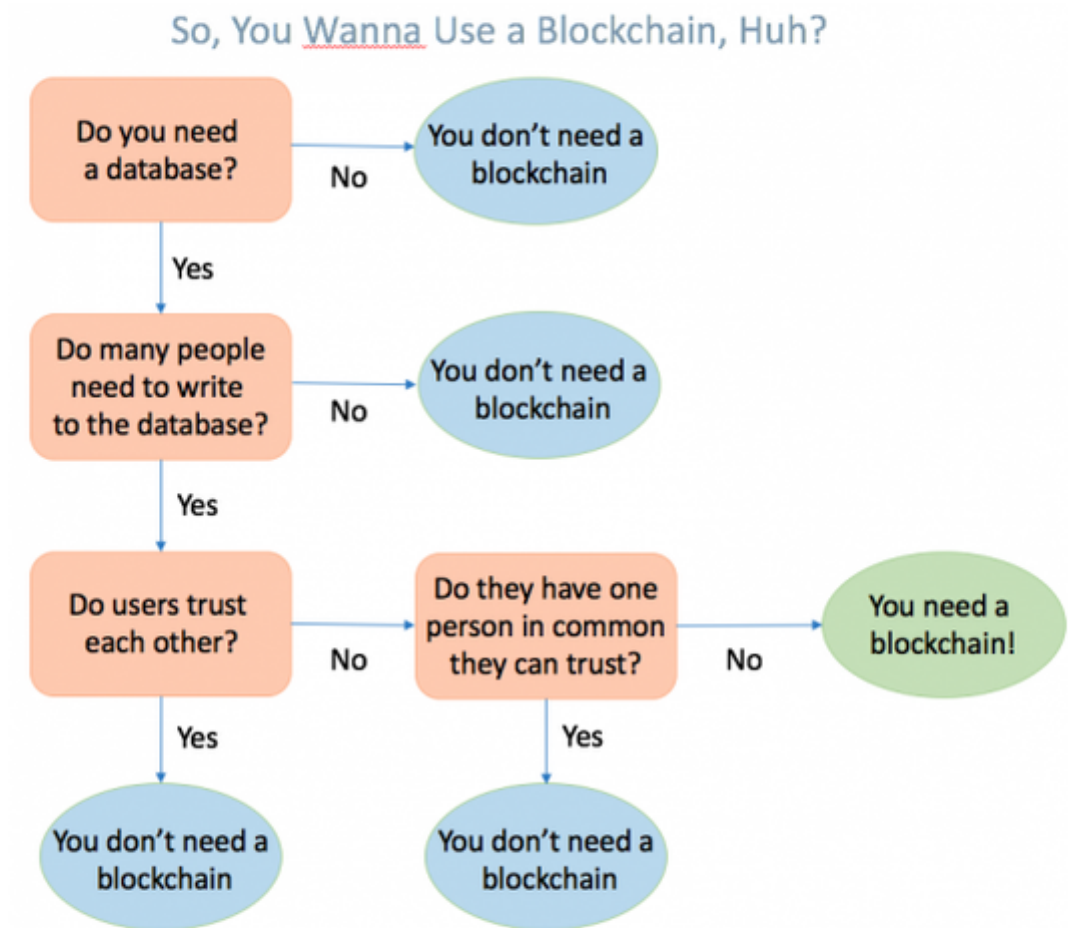 So, You Wanna Use a Blockchain, Huh?
Do you need
a database?
No
You don’t need a
blockchain
Yes
Do many people
need to write
to the database?
No
You don’t need a
blockchain
Yes
Do users trust
each other?
No
Do they have one
person in common
they can trust?
No
You need a
blockchain!
Yes
You don’t need a
blockchain
Yes
You don’t need a
blockchain